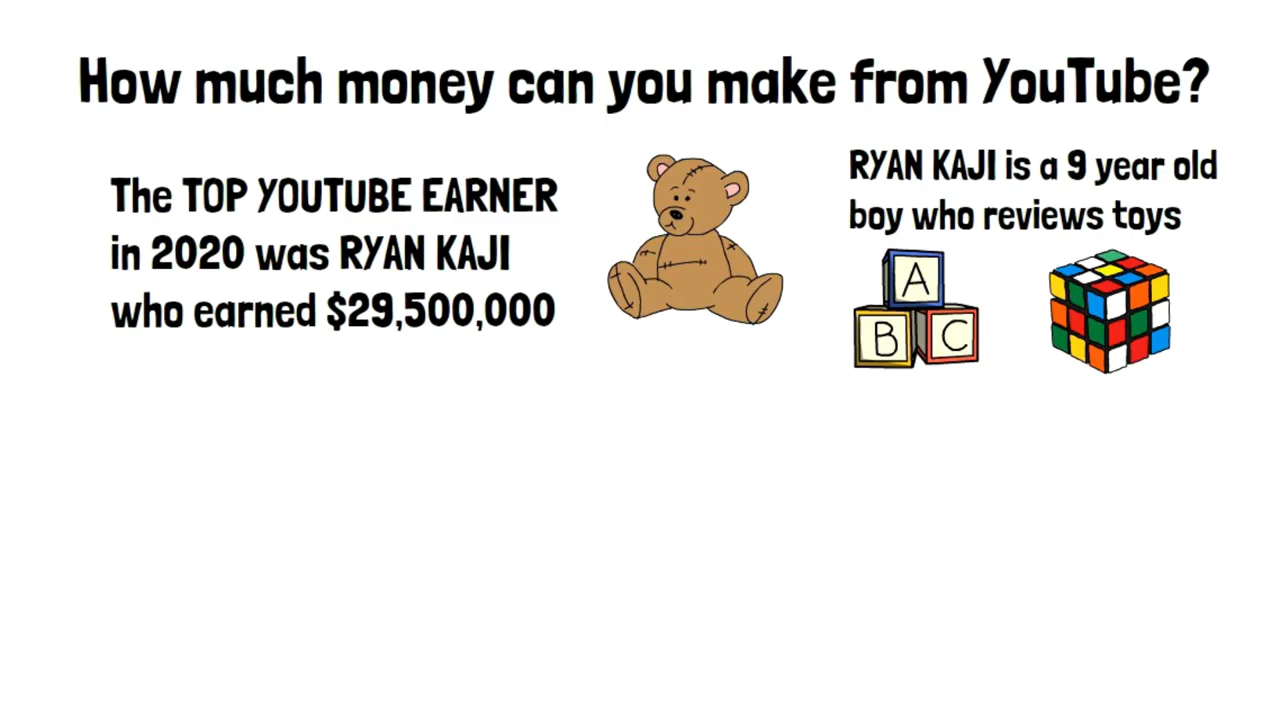 How much money can you make from YouTube?
The TOP YOUTUBE EARNER
in 2020 was RYAN KAJI
who earned $29,500,000
RYAN KAJI is a 9 year old
boy who reviews toys
A
B C